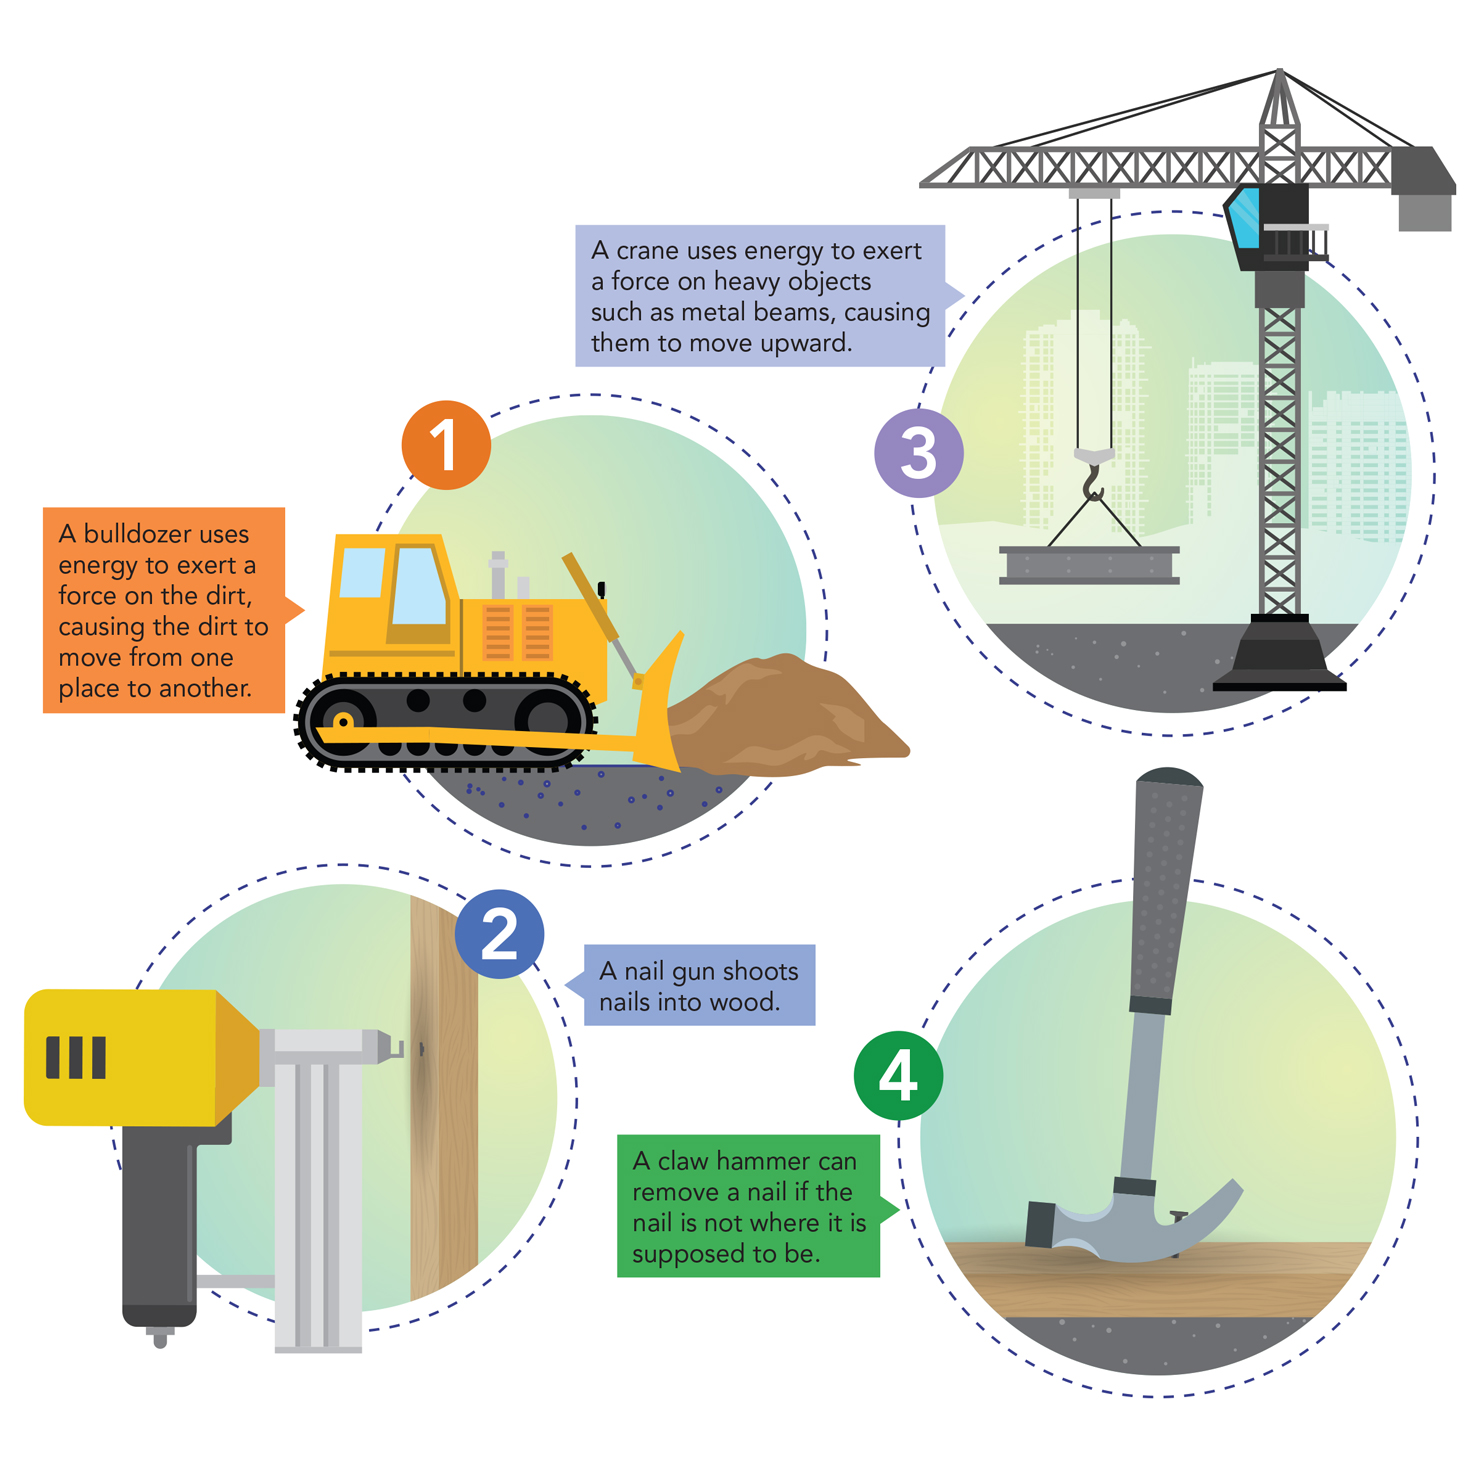 1
A bulldozer uses
energy to exert a
force on the dirt,
causing the dirt to
move from one
place to another.
2
A nail gun shoots
nails into wood.
3
A crane uses energy to exert
a force on heavy objects
such as metal beams, causing
them to move upward.
4
A claw hammer can
remove a nail if the
nail is not where it is
supposed to be.